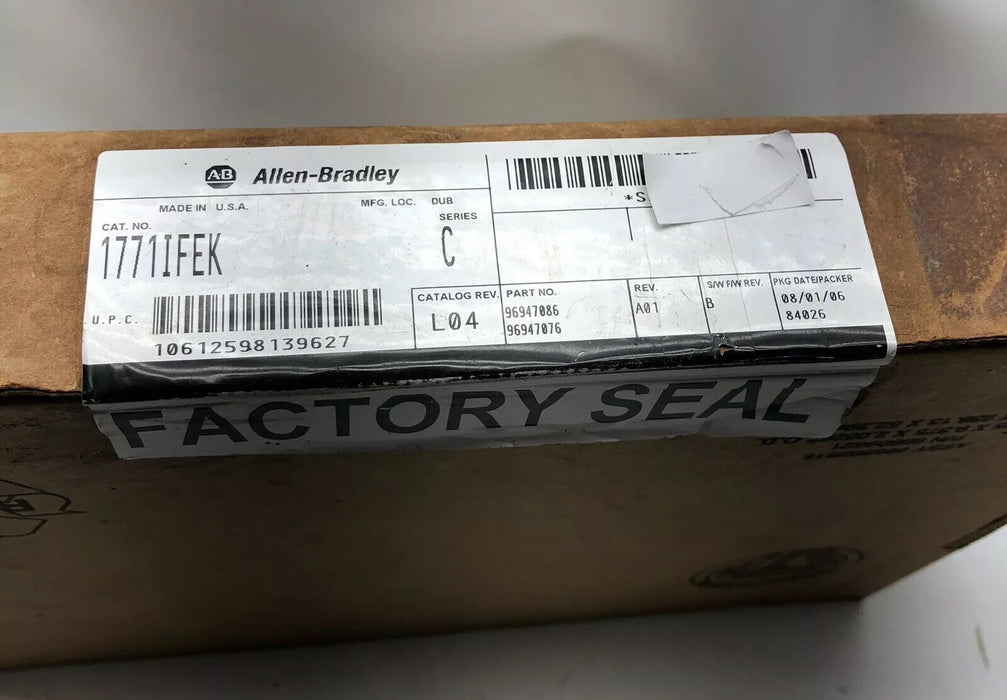 AB Allen-Bradley
*S
MADE IN U.S.A. MFG. LOC. DUB
CAT. NO. SERIES
1771IFEK C
U.P.C.
10612598139627
CATALOG REV. L04
PART NO.
96947086
96947076
REV.
A01
S/W F/W REV.
B
PKG DATE/PACKER
08/01/06
84026
FACTORY SEAL